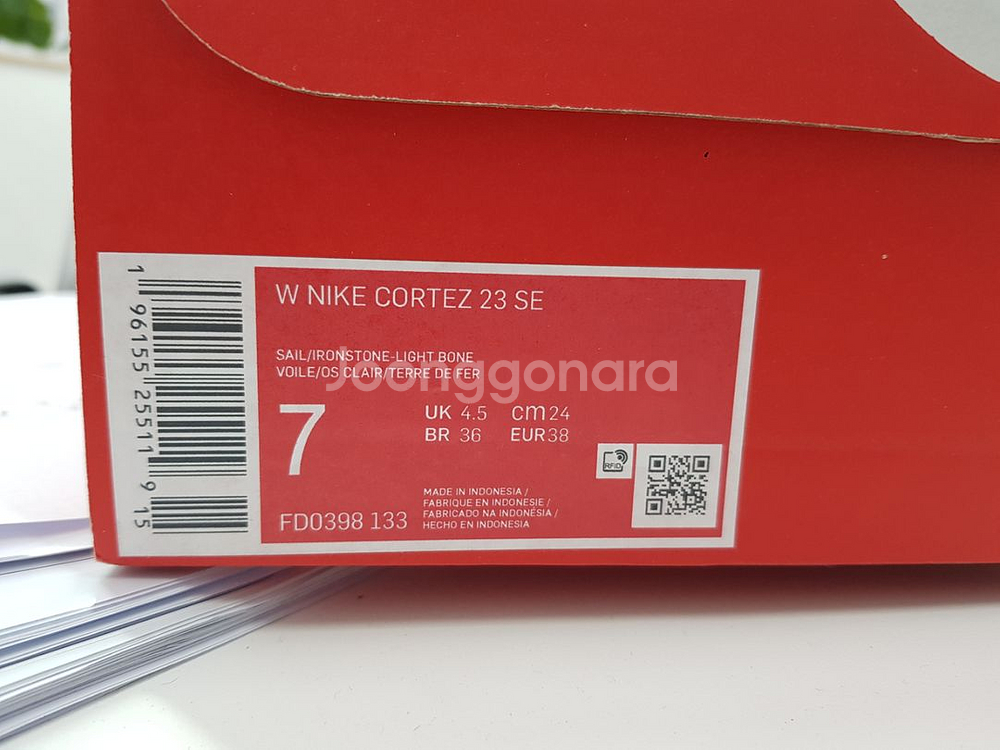 W NIKE CORTEZ 23 SE
SAIL/IRONSTONE-LIGHT BONE
VOILE/OS CLAIR/TERRE DE FER
Joonggonara
7
UK 4.5 cm 24
BR 36 EUR 38
RFID
MADE IN INDONESIA /
FABRIQUE EN INDONESIE /
FABRICADO NA INDONÉSIA /
HECHO EN INDONESIA
FD0398 133
1 96155 25511 9 15